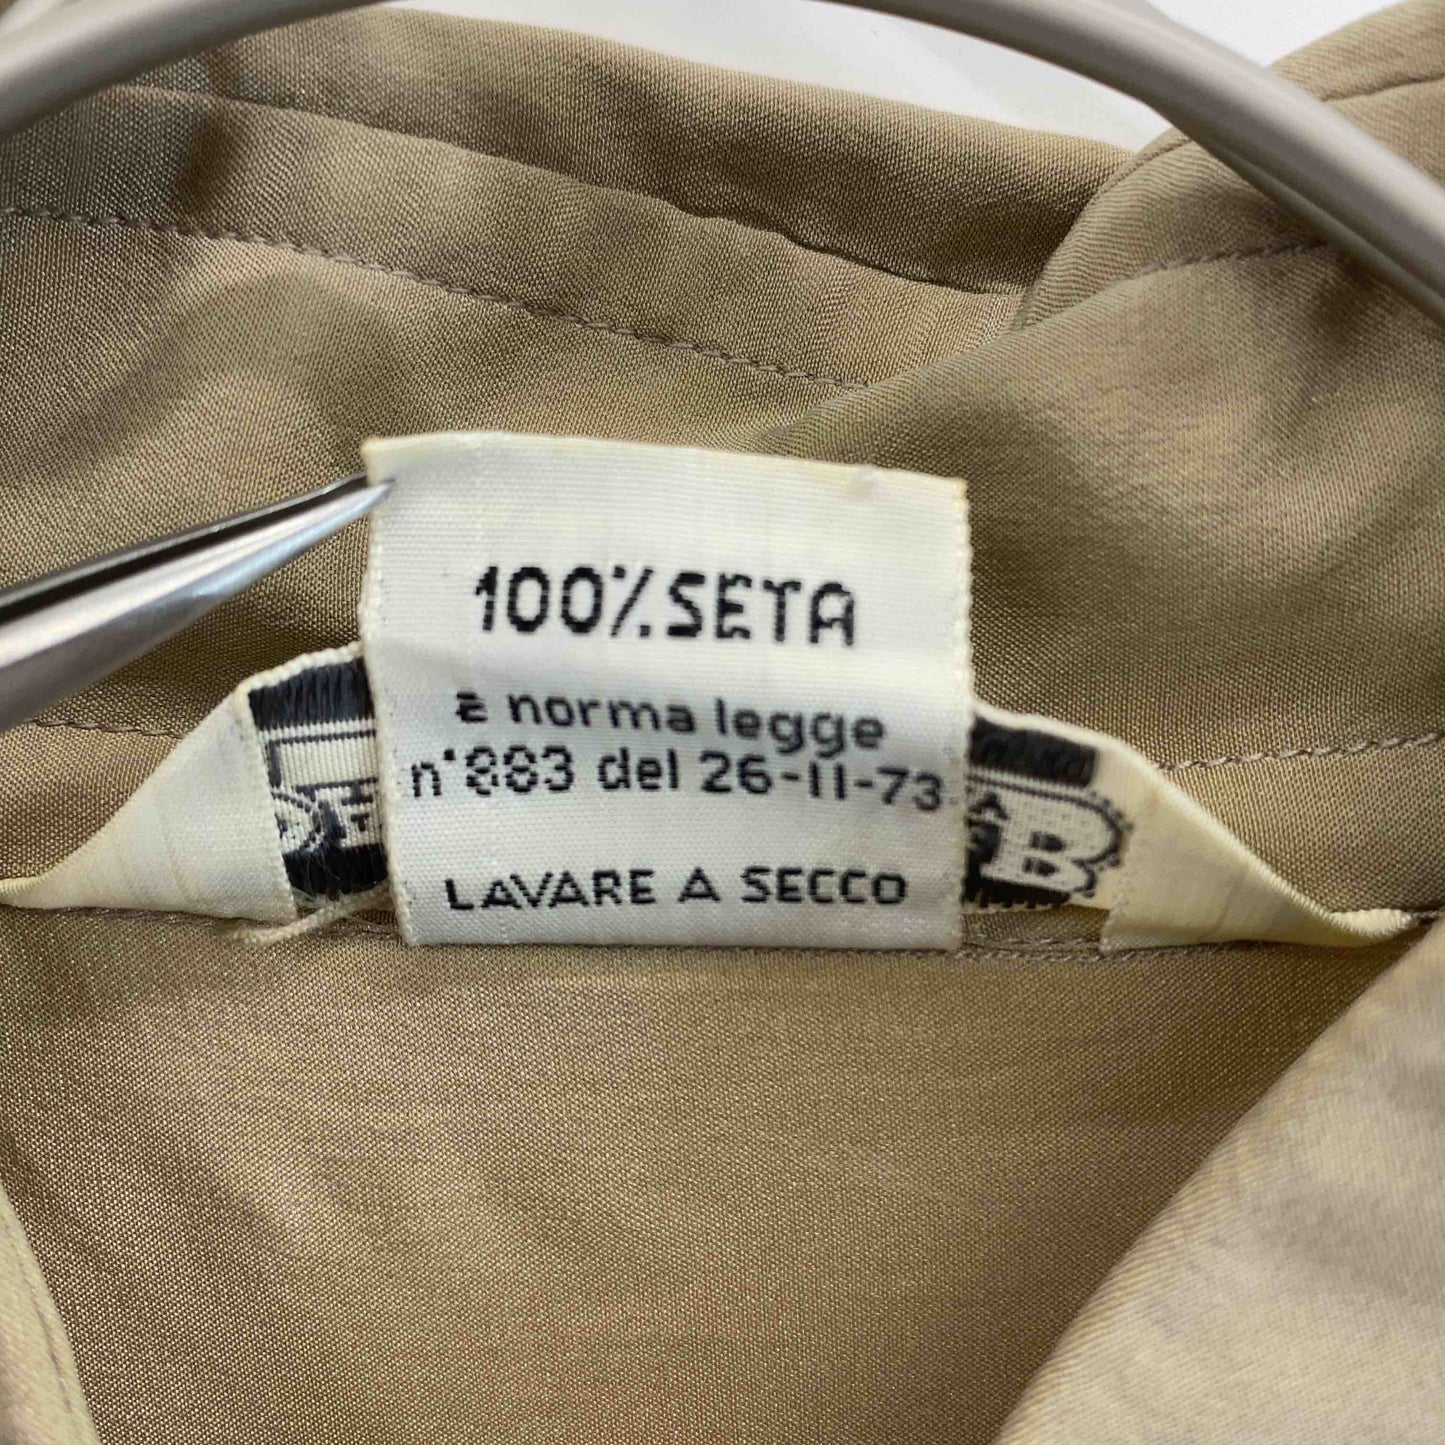 100% SETA
a norma legge
n°883 del 26-11-73
LAVARE A SECCO
B